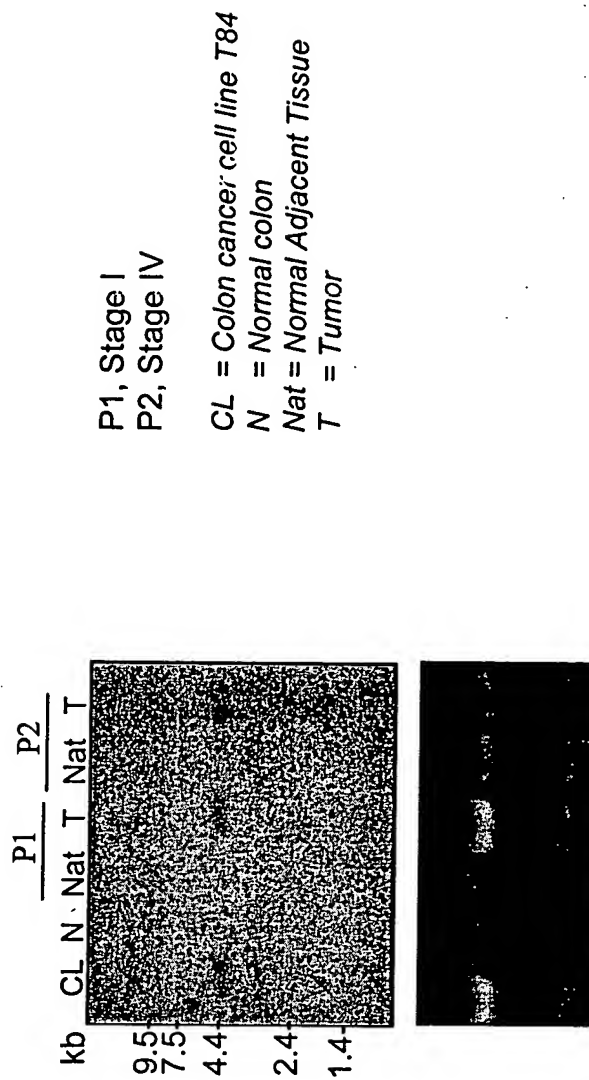 P1, Stage I
P2, Stage IV
CL = Colon cancer cell line T84
N = Normal colon
Nat = Normal Adjacent Tissue
T = Tumor
P1 P2
kb CL N Nat T Nat T
9.5
7.5
4.4
2.4
1.4